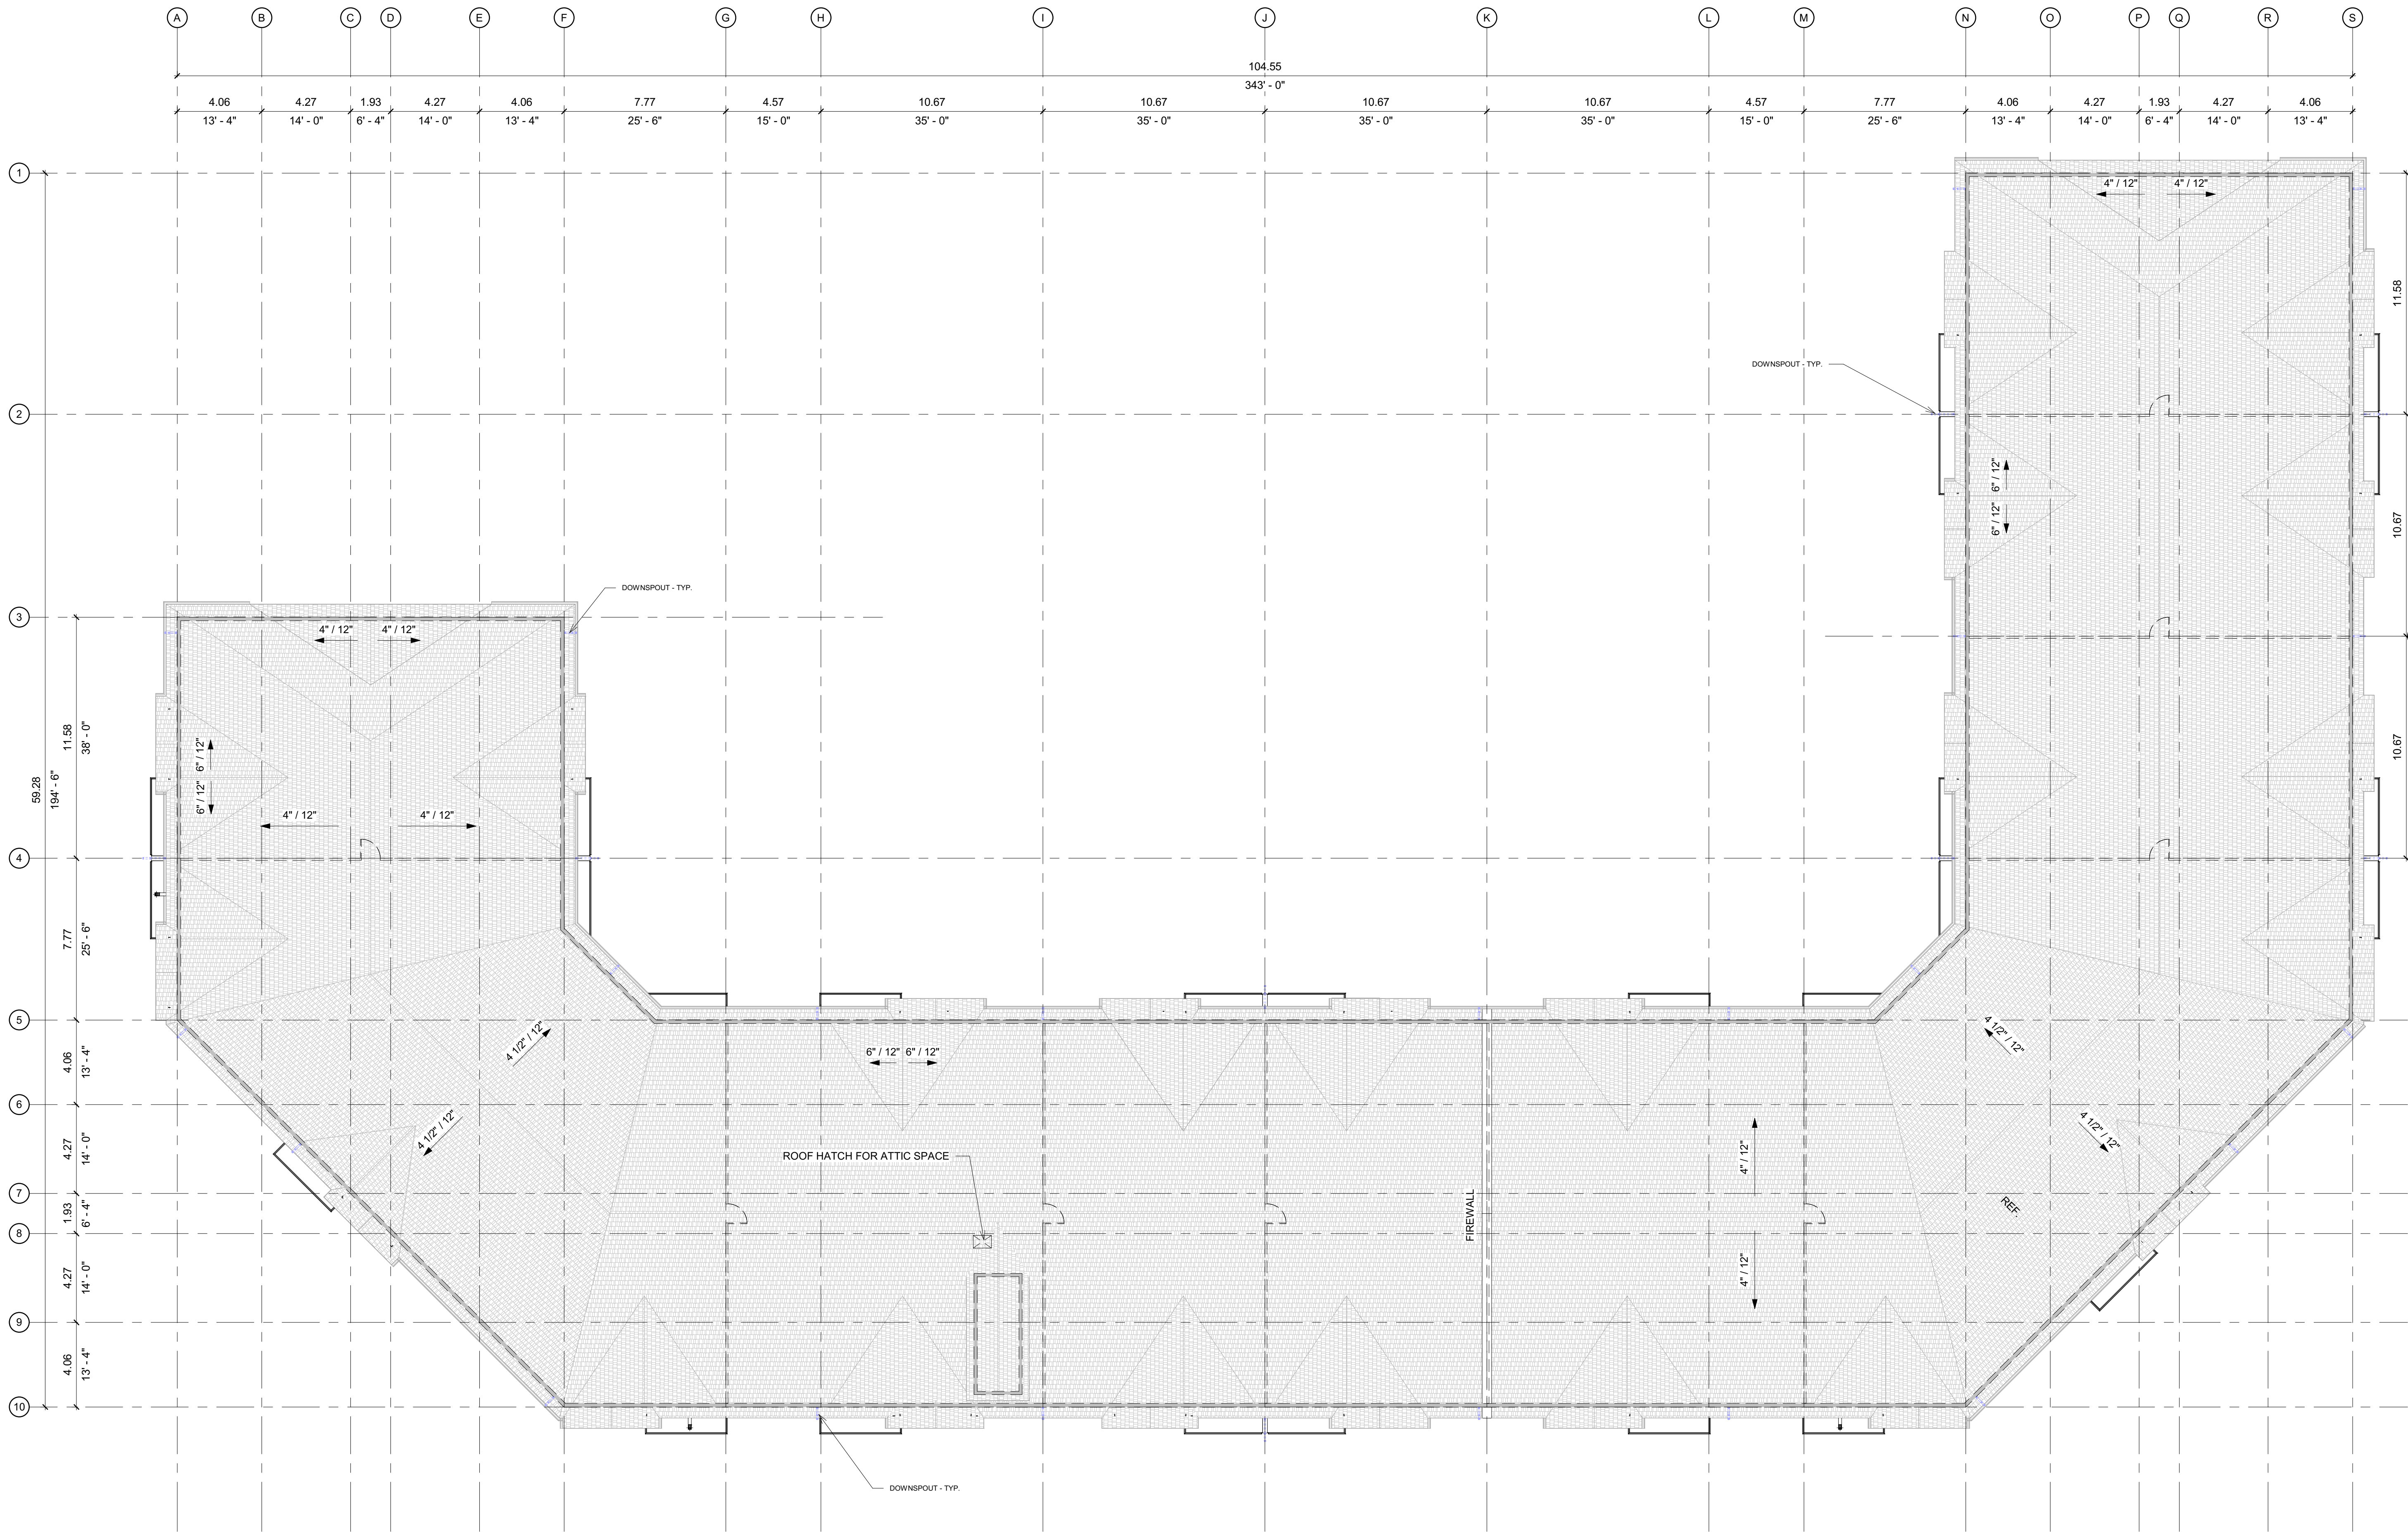 A B C D E F G H I J K L M N O P Q R S
104.55
343' - 0"
4.06 4.27 1.93 4.27 4.06 7.77 4.57 10.67 10.67 10.67 10.67 4.57 7.77 4.06 4.27 1.93 4.27 4.06
13' - 4" 14' - 0" 6' - 4" 14' - 0" 13' - 4" 25' - 6" 15' - 0" 35' - 0" 35' - 0" 35' - 0" 35' - 0" 15' - 0" 25' - 6" 13' - 4" 14' - 0" 6' - 4" 14' - 0" 13' - 4"
1
4" / 12" 4" / 12"
11.58
DOWNSPOUT - TYP.
2
6" / 12" 6" / 12"
10.67
DOWNSPOUT - TYP.
3
4" / 12" 4" / 12"
11.58
38' - 0"
6" / 12" 6" / 12"
10.67
59.28
194' - 6"
4" / 12" 4" / 12"
4
7.77
25' - 6"
5
4 1/2" / 12"
4 1/2" / 12"
4.06
13' - 4"
6" / 12" 6" / 12"
6
4 1/2" / 12"
4 1/2" / 12"
4.27
14' - 0"
ROOF HATCH FOR ATTIC SPACE
4" / 12"
7
1.93
6' - 4"
FIREWALL
REF.
8
4.27
14' - 0"
4" / 12"
9
4.06
13' - 4"
10
DOWNSPOUT - TYP.